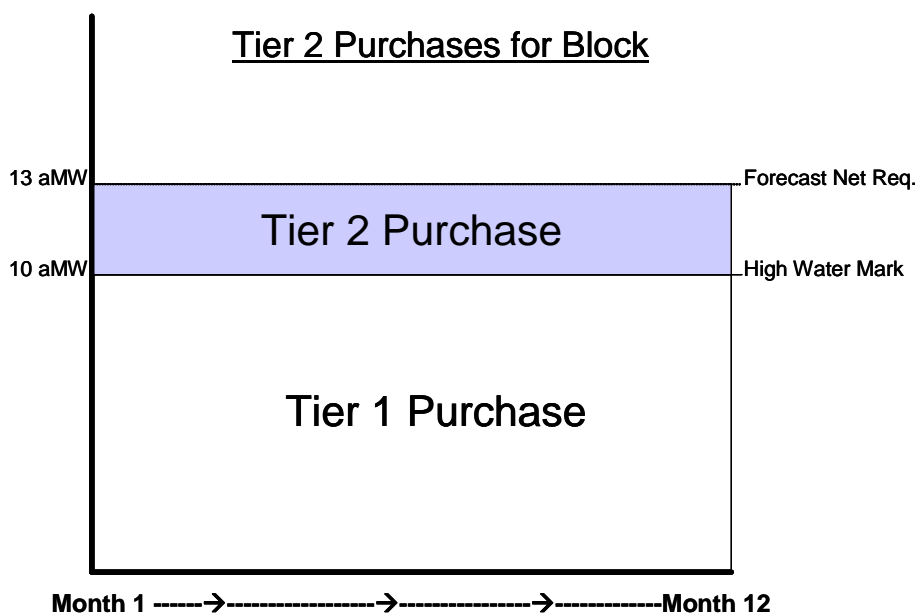 Tier 2 Purchases for Block
13 aMW
Forecast Net Req.
Tier 2 Purchase
10 aMW
High Water Mark
Tier 1 Purchase
Month 1 ------→------------------→----------------→-------------Month 12